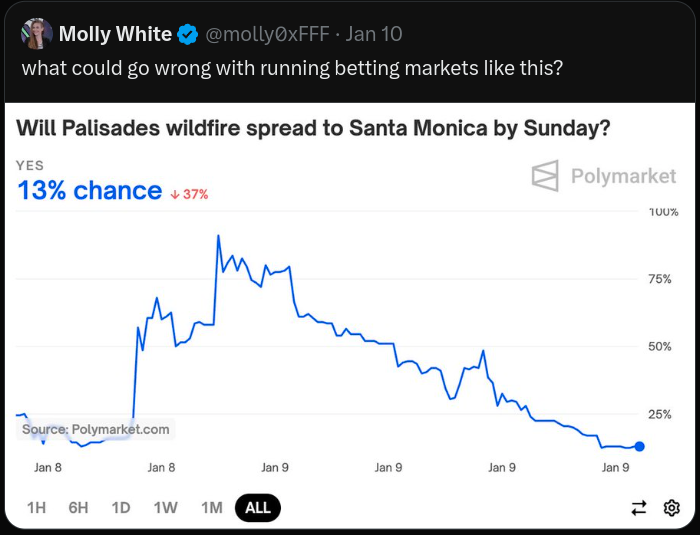 Molly White @molly0xFFF · Jan 10
what could go wrong with running betting markets like this?
Will Palisades wildfire spread to Santa Monica by Sunday?
YES
13% chance ↓ 37%
Polymarket
100%
75%
50%
25%
Source: Polymarket.com
Jan 8 Jan 8 Jan 9 Jan 9 Jan 9 Jan 9
1H 6H 1D 1W 1M ALL